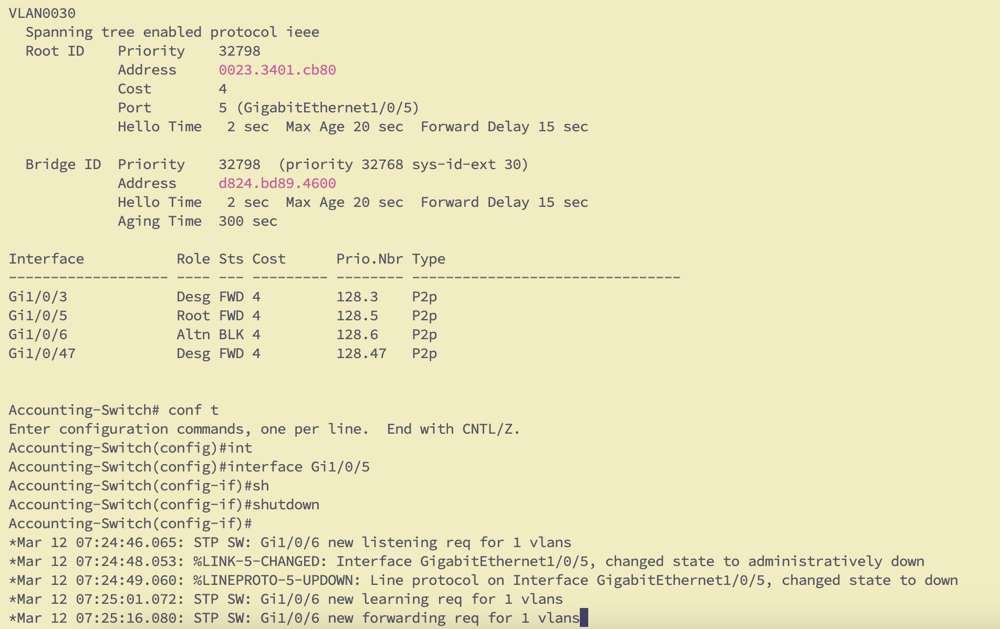 VLAN0030
  Spanning tree enabled protocol ieee
  Root ID    Priority    32798
             Address     0023.3401.cb80
             Cost        4
             Port        5 (GigabitEthernet1/0/5)
             Hello Time   2 sec  Max Age 20 sec  Forward Delay 15 sec

  Bridge ID  Priority    32798  (priority 32768 sys-id-ext 30)
             Address     d824.bd89.4600
             Hello Time   2 sec  Max Age 20 sec  Forward Delay 15 sec
             Aging Time  300 sec

Interface           Role Sts Cost      Prio.Nbr Type
------------------- ---- --- --------- -------- --------------------------------
Gi1/0/3             Desg FWD 4         128.3    P2p
Gi1/0/5             Root FWD 4         128.5    P2p
Gi1/0/6             Altn BLK 4         128.6    P2p
Gi1/0/47            Desg FWD 4         128.47   P2p

Accounting-Switch# conf t
Enter configuration commands, one per line.  End with CNTL/Z.
Accounting-Switch(config)#int
Accounting-Switch(config)#interface Gi1/0/5
Accounting-Switch(config-if)#sh
Accounting-Switch(config-if)#shutdown
Accounting-Switch(config-if)#
*Mar 12 07:24:46.065: STP SW: Gi1/0/6 new listening req for 1 vlans
*Mar 12 07:24:48.053: %LINK-5-CHANGED: Interface GigabitEthernet1/0/5, changed state to administratively down
*Mar 12 07:24:49.060: %LINEPROTO-5-UPDOWN: Line protocol on Interface GigabitEthernet1/0/5, changed state to down
*Mar 12 07:25:01.072: STP SW: Gi1/0/6 new learning req for 1 vlans
*Mar 12 07:25:16.080: STP SW: Gi1/0/6 new forwarding req for 1 vlans